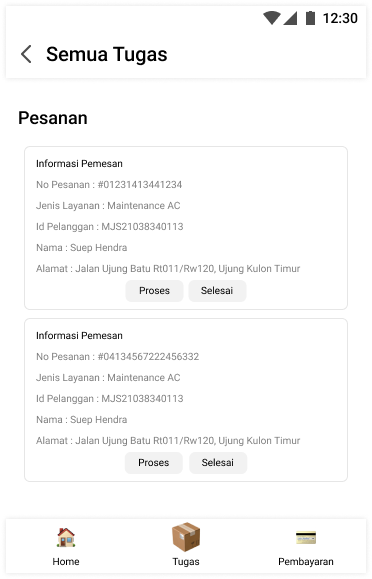 12:30
Semua Tugas
Pesanan
Informasi Pemesan
No Pesanan : #01231413441234
Jenis Layanan : Maintenance AC
Id Pelanggan : MJS21038340113
Nama : Suep Hendra
Alamat : Jalan Ujung Batu Rt011/Rw120, Ujung Kulon Timur
Proses Selesai
Informasi Pemesan
No Pesanan : #04134567222456332
Jenis Layanan : Maintenance AC
Id Pelanggan : MJS21038340113
Nama : Suep Hendra
Alamat : Jalan Ujung Batu Rt011/Rw120, Ujung Kulon Timur
Proses Selesai
Home Tugas Pembayaran